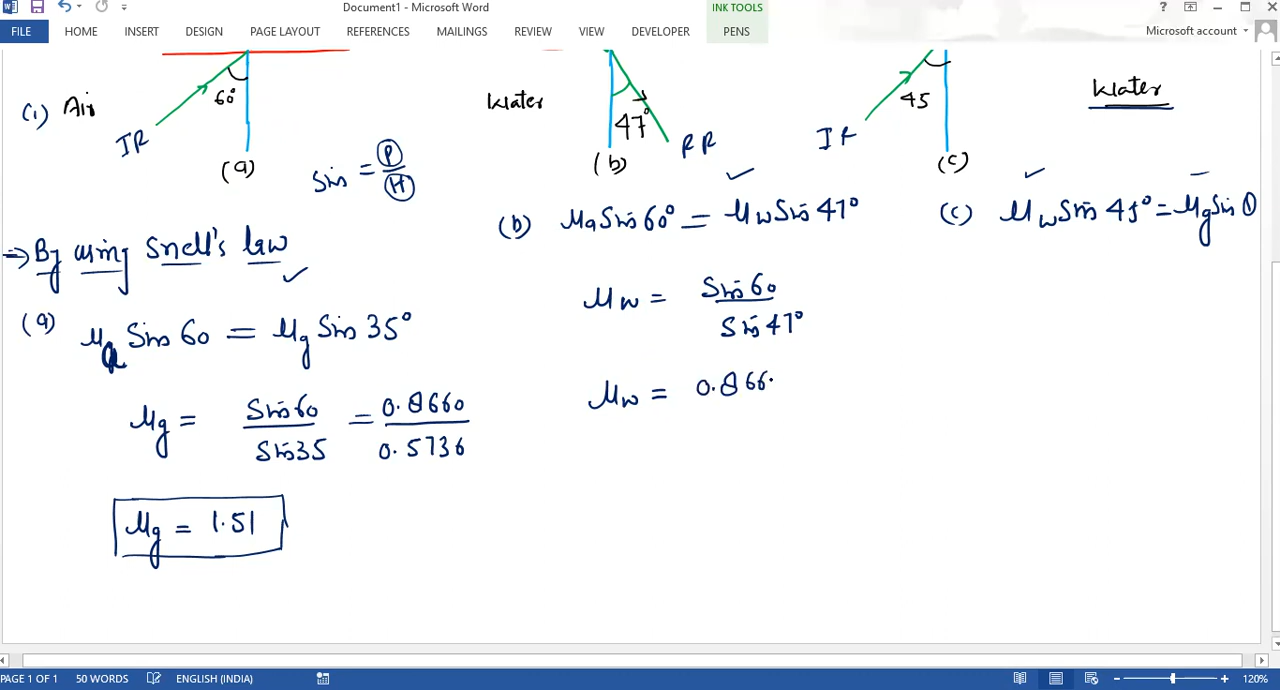 Document1 - Microsoft Word
INK TOOLS
FILE HOME INSERT DESIGN PAGE LAYOUT REFERENCES MAILINGS REVIEW VIEW DEVELOPER PENS
Microsoft account
60°
(1) Air
IR
(a)
Sin = P/H
Water
47°
RR
(b)
45
IR
(c)
Water
=> By using Snell's law
(a) μa Sin 60 = μg Sin 35°
μg = Sin 60 / Sin 35 = 0.8660 / 0.5736
μg = 1.51
(b) μa Sin 60° = μw Sin 47°
μw = Sin 60 / Sin 47°
μw = 0.866
(c) μw Sin 45° = μg Sin θ
PAGE 1 OF 1 50 WORDS ENGLISH (INDIA) 120%